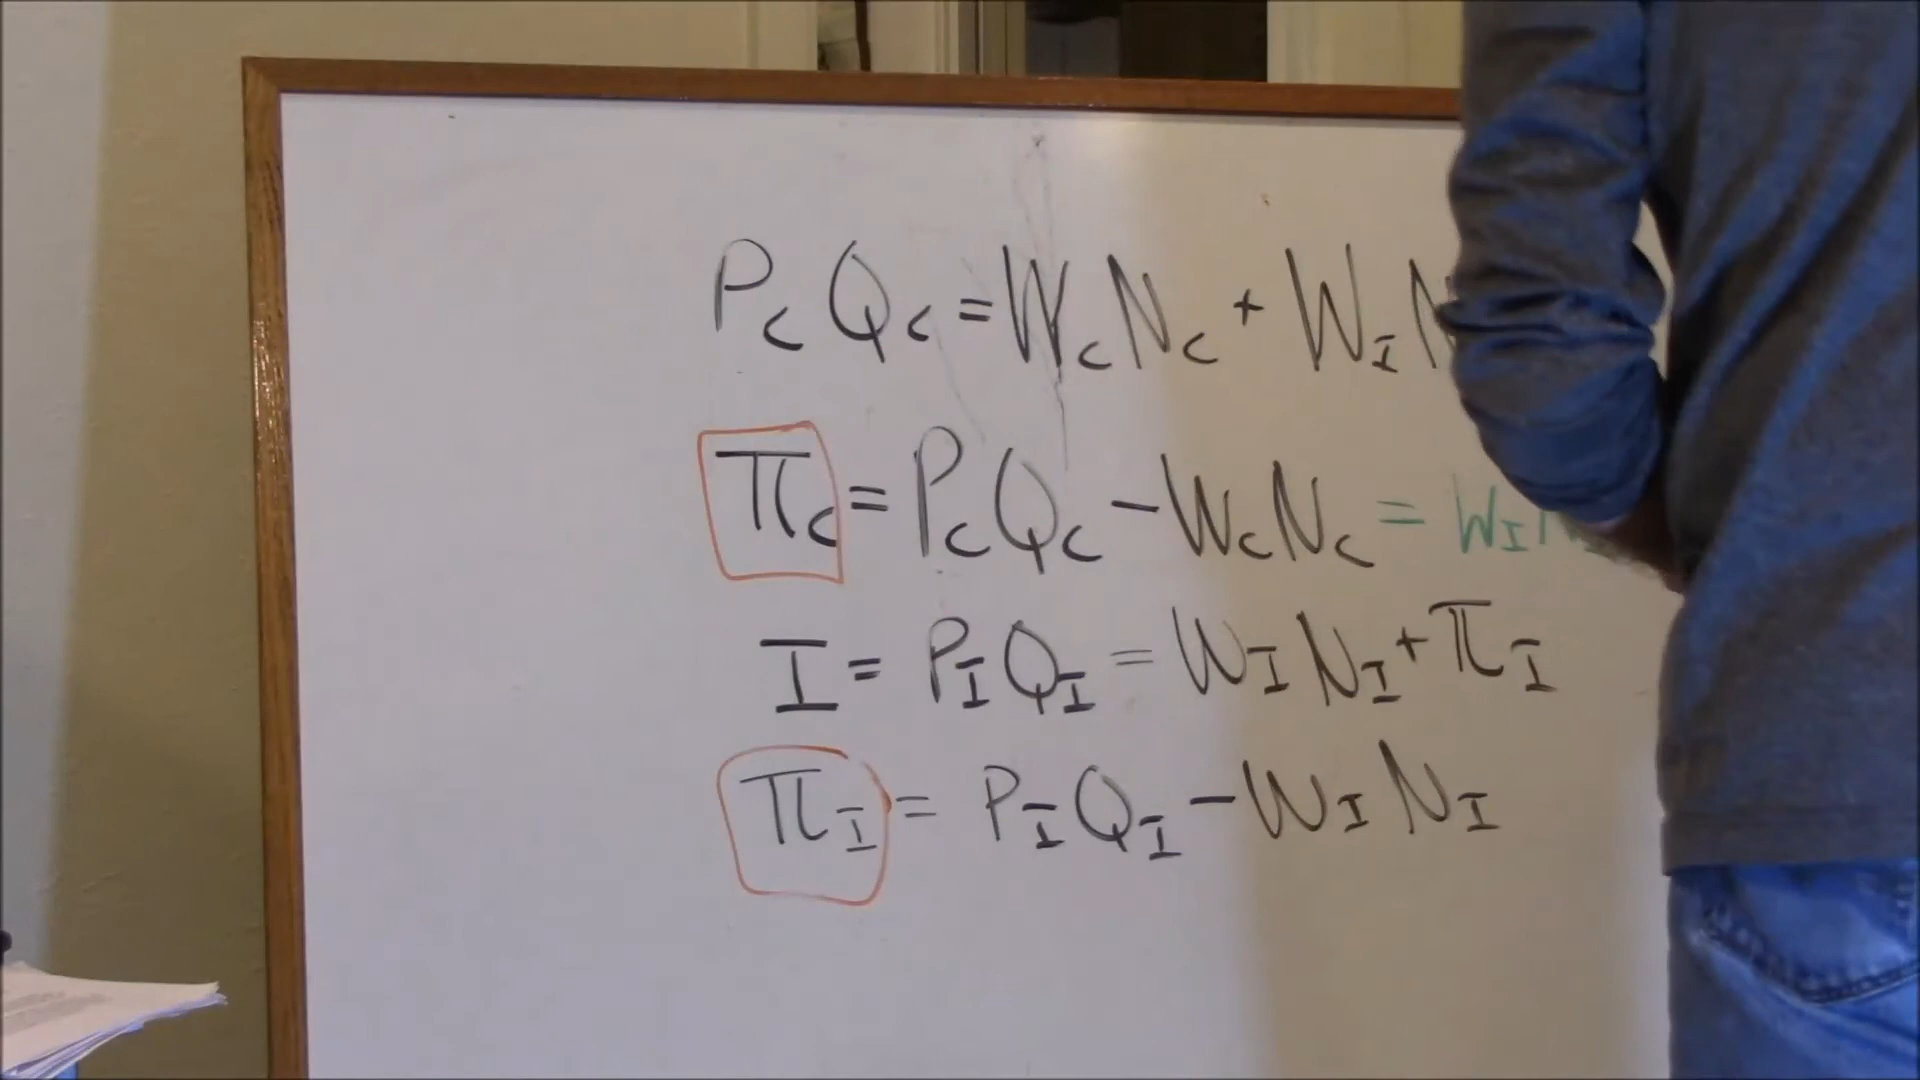 P_C Q_C = W_C N_C + W_I N
π_C = P_C Q_C - W_C N_C = W_I N_I
I = P_I Q_I = W_I N_I + π_I
π_I = P_I Q_I - W_I N_I